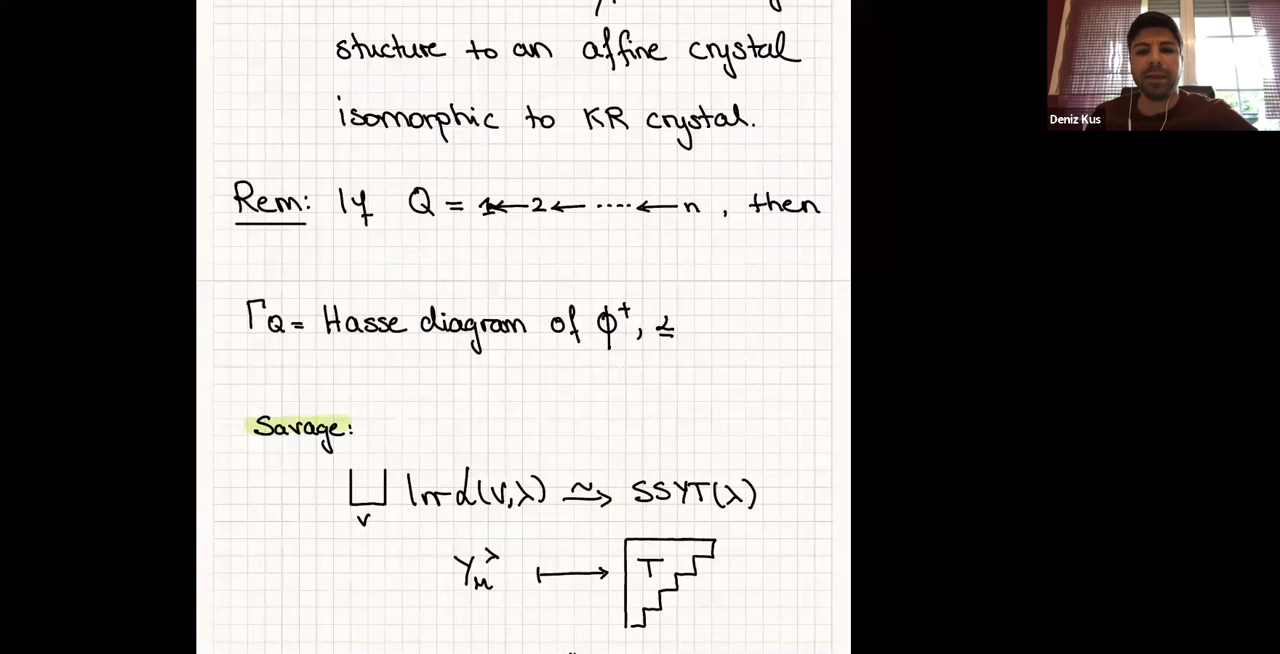 stucture to an affine crystal
isomorphic to KR crystal.
Rem: If Q = 1 ← 2 ← ···· ← n , then
Γ_Q = Hasse diagram of ϕ⁺, ≤
Savage:
⨆_v Irr L(v,λ) ≃→ SSYT(λ)
Y_M^λ ⟼ T
Deniz Kus